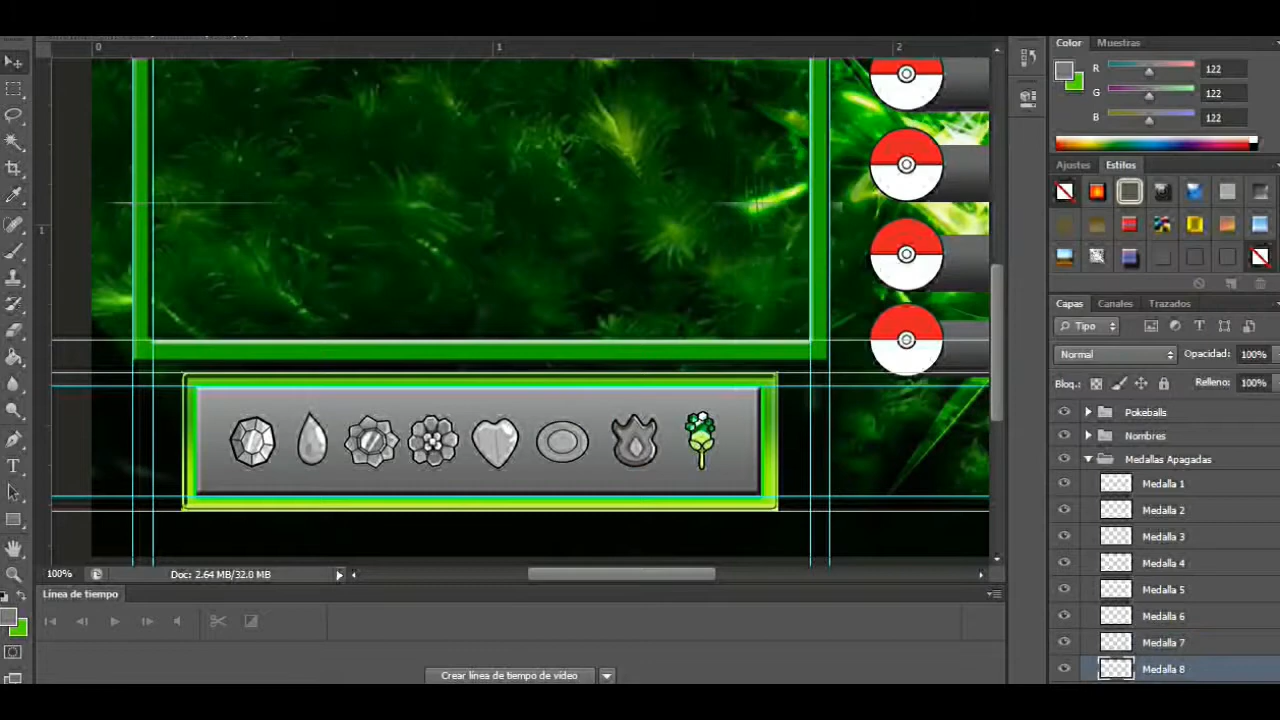 Color Muestras
0 1 2
R 122
G 122
B 122
Ajustes Estilos
1
Capas Canales Trazados
Tipo
Normal Opacidad: 100%
Bloq.: Relleno: 100%
Pokeballs
Nombres
Medallas Apagadas
Medalla 1
Medalla 2
Medalla 3
Medalla 4
Medalla 5
Medalla 6
Medalla 7
Medalla 8
100% Doc: 2.64 MB/32.0 MB
Línea de tiempo
Crear línea de tiempo de vídeo